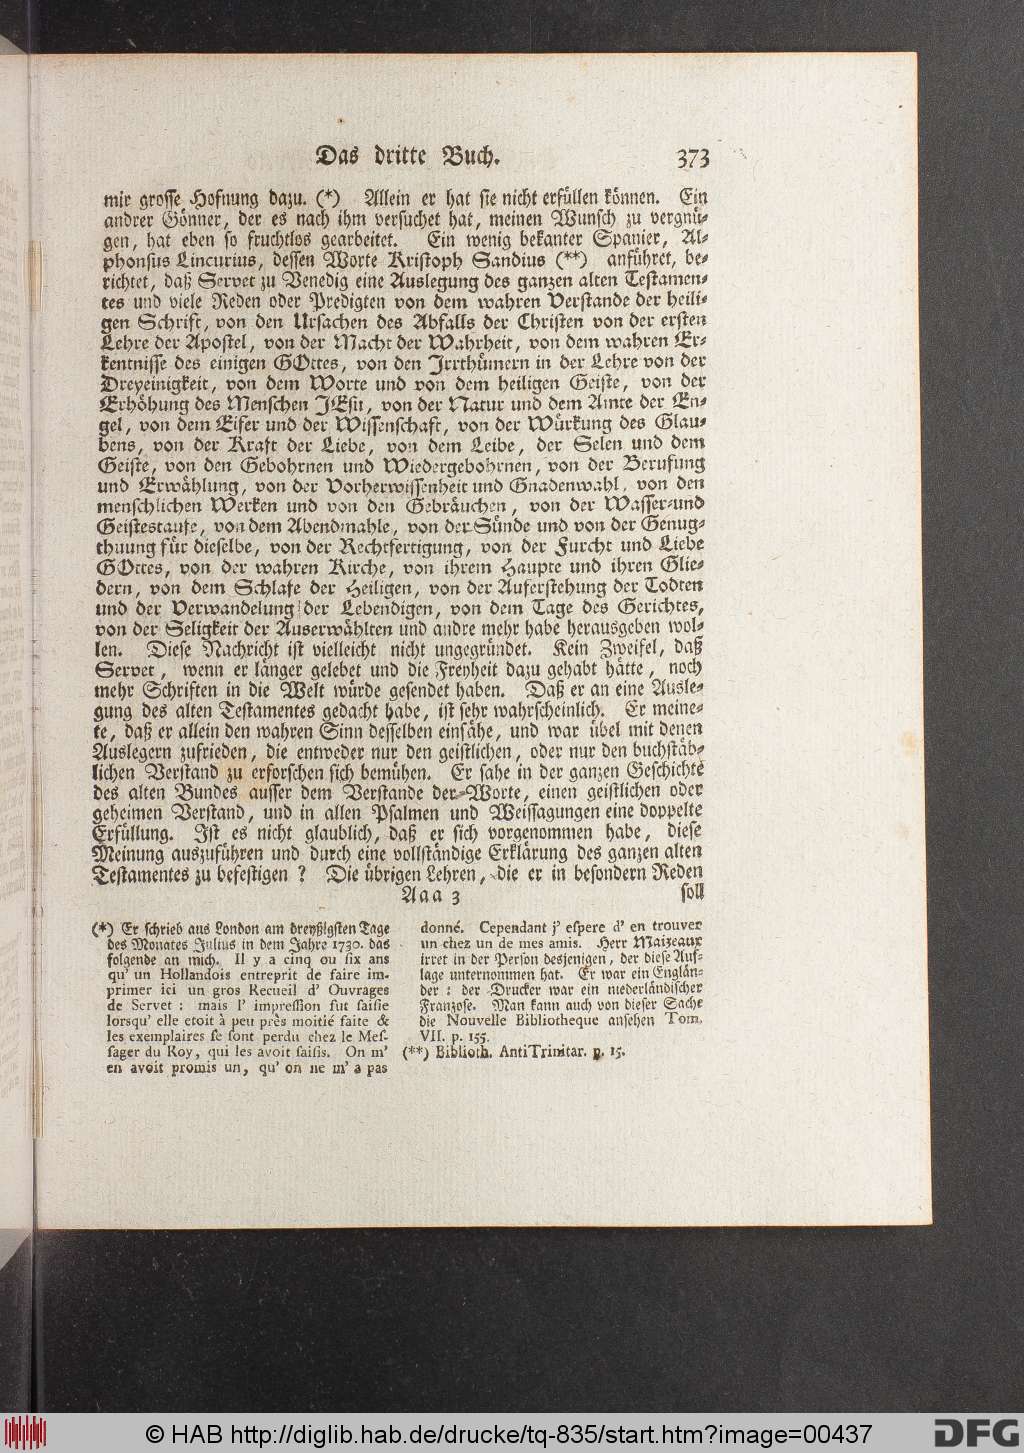 Das dritte Buch. 373
mir grosse Hofnung dazu. (*) Allein er hat sie nicht erfüllen können. Ein
andrer Gönner, der es nach ihm versuchet hat, meinen Wunsch zu vergnü-
gen, hat eben so fruchtlos gearbeitet. Ein wenig bekanter Spanier, Al-
phonsus Lincurius, dessen Worte Kristoph Sandius (**) anführet, be-
richtet, daß Servet zu Venedig eine Auslegung des ganzen alten Testamen-
tes und viele Reden oder Predigten von dem wahren Verstande der heili-
gen Schrift, von den Ursachen des Abfalls der Christen von der ersten
Lehre der Apostel, von der Macht der Wahrheit, von dem wahren Er-
kentnisse des einigen GOttes, von den Irrthümern in der Lehre von der
Dreyeinigkeit, von dem Worte und von dem heiligen Geiste, von der
Erhöhung des Menschen JEsu, von der Natur und dem Amte der En-
gel, von dem Eifer und der Wissenschaft, von der Würkung des Glau-
bens, von der Kraft der Liebe, von dem Leibe, der Selen und dem
Geiste, von den Gebohrnen und Wiedergebohrnen, von der Berufung
und Erwählung, von der Vorherwissenheit und Gnadenwahl, von den
menschlichen Werken und von den Gebräuchen, von der Wasser-und
Geistestaufe, von dem Abendmahle, von der Sünde und von der Genug-
thuung für dieselbe, von der Rechtfertigung, von der Furcht und Liebe
GOttes, von der wahren Kirche, von ihrem Haupte und ihren Glie-
dern, von dem Schlafe der Heiligen, von der Auferstehung der Todten
und der Verwandelung der Lebendigen, von dem Tage des Gerichtes,
von der Seligkeit der Auserwählten und andre mehr habe herausgeben wol-
len. Diese Nachricht ist vielleicht nicht ungegründet. Kein Zweifel, daß
Servet, wenn er länger gelebet und die Freyheit dazu gehabt hätte, noch
mehr Schriften in die Welt würde gesendet haben. Daß er an eine Ausle-
gung des alten Testamentes gedacht habe, ist sehr wahrscheinlich. Er meine-
te, daß er allein den wahren Sinn desselben einsähe, und war übel mit denen
Auslegern zufrieden, die entweder nur den geistlichen, oder nur den buchstäb-
lichen Verstand zu erforschen sich bemühen. Er sahe in der ganzen Geschichte
des alten Bundes ausser dem Verstande der Worte, einen geistlichen oder
geheimen Verstand, und in allen Psalmen und Weissagungen eine doppelte
Erfüllung. Ist es nicht glaublich, daß er sich vorgenommen habe, diese
Meinung auszuführen und durch eine vollständige Erklärung des ganzen alten
Testamentes zu befestigen? Die übrigen Lehren, die er in besondern Reden
Aaa 3 soll
(*) Er schrieb aus London am dreyßigsten Tage
des Monates Julius in dem Jahre 1730. das
folgende an mich. Il y a cinq ou six ans
qu' un Hollandois entreprit de faire im-
primer ici un gros Recueil d' Ouvrages
de Servet : mais l' impression fut saisie
lorsqu' elle etoit à peu près moitié faite &
les exemplaires se sont perdu chez le Mes-
sager du Roy, qui les avoit saisis. On m'
en avoit promis un, qu' on ne m' a pas
donné. Cependant j' espere d' en trouver
un chez un de mes amis. Herr Maizeaux
irret in der Person desjenigen, der diese Auf-
lage unternommen hat. Er war ein Englän-
der : der Drucker war ein niederländischer
Franzose. Man kann auch von dieser Sache
die Nouvelle Bibliotheque ansehen Tom.
VII. p. 155.
(**) Biblioth. AntiTrinitar. p. 15.
© HAB http://diglib.hab.de/drucke/tq-835/start.htm?image=00437
DFG